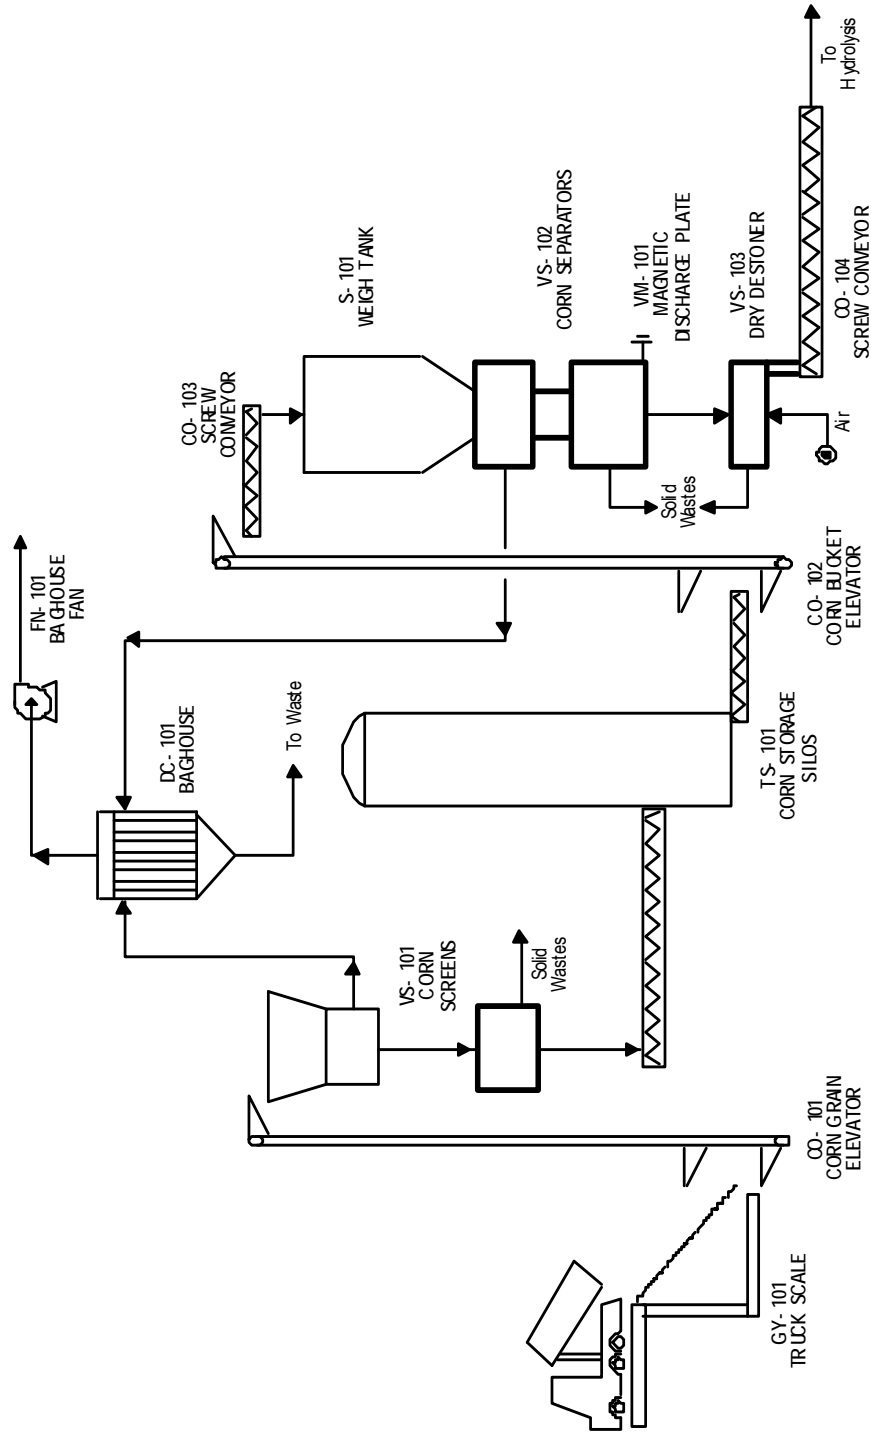 FN- 101
BAGHOUSE
FAN
DC- 101
BAGHOUSE
To Waste
CO- 103
SCREW
CONVEYOR
S- 101
WEIGH TANK
VS- 102
CORN SEPARATORS
VM- 101
MAGNETIC
DISCHARGE PLATE
VS- 103
DRY DESTONER
To
Hydrolysis
VS- 101
CORN
SCREENS
Solid
Wastes
Solid
Wastes
Air
GY- 101
TRUCK SCALE
CO- 101
CORN GRAIN
ELEVATOR
TS- 101
CORN STORAGE
SILOS
CO- 102
CORN BUCKET
ELEVATOR
CO- 104
SCREW CONVEYOR